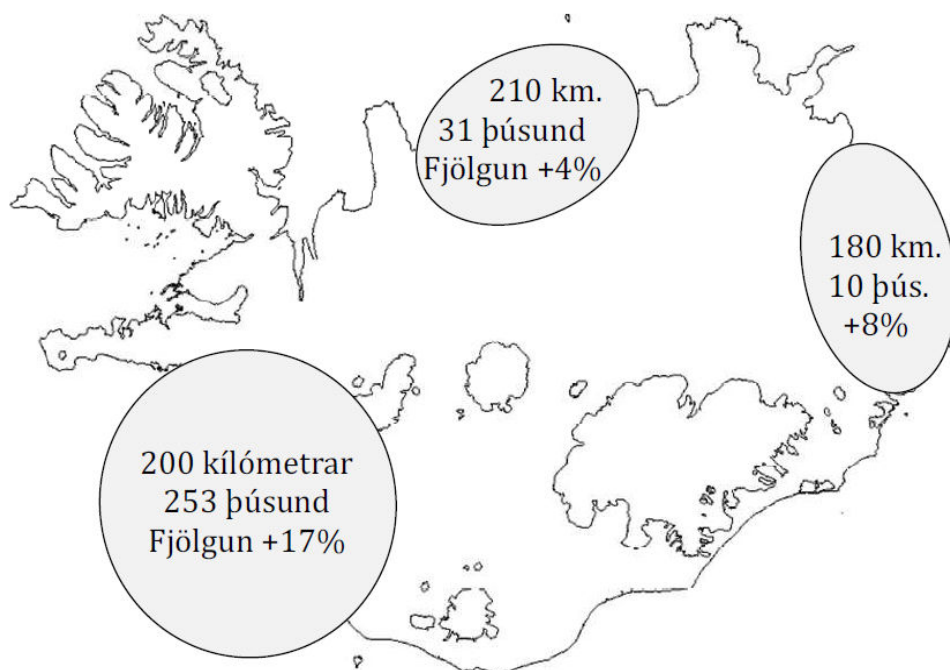 210 km.
31 þúsund
Fjölgun +4%
180 km.
10 þús.
+8%
200 kílómetrar
253 þúsund
Fjölgun +17%